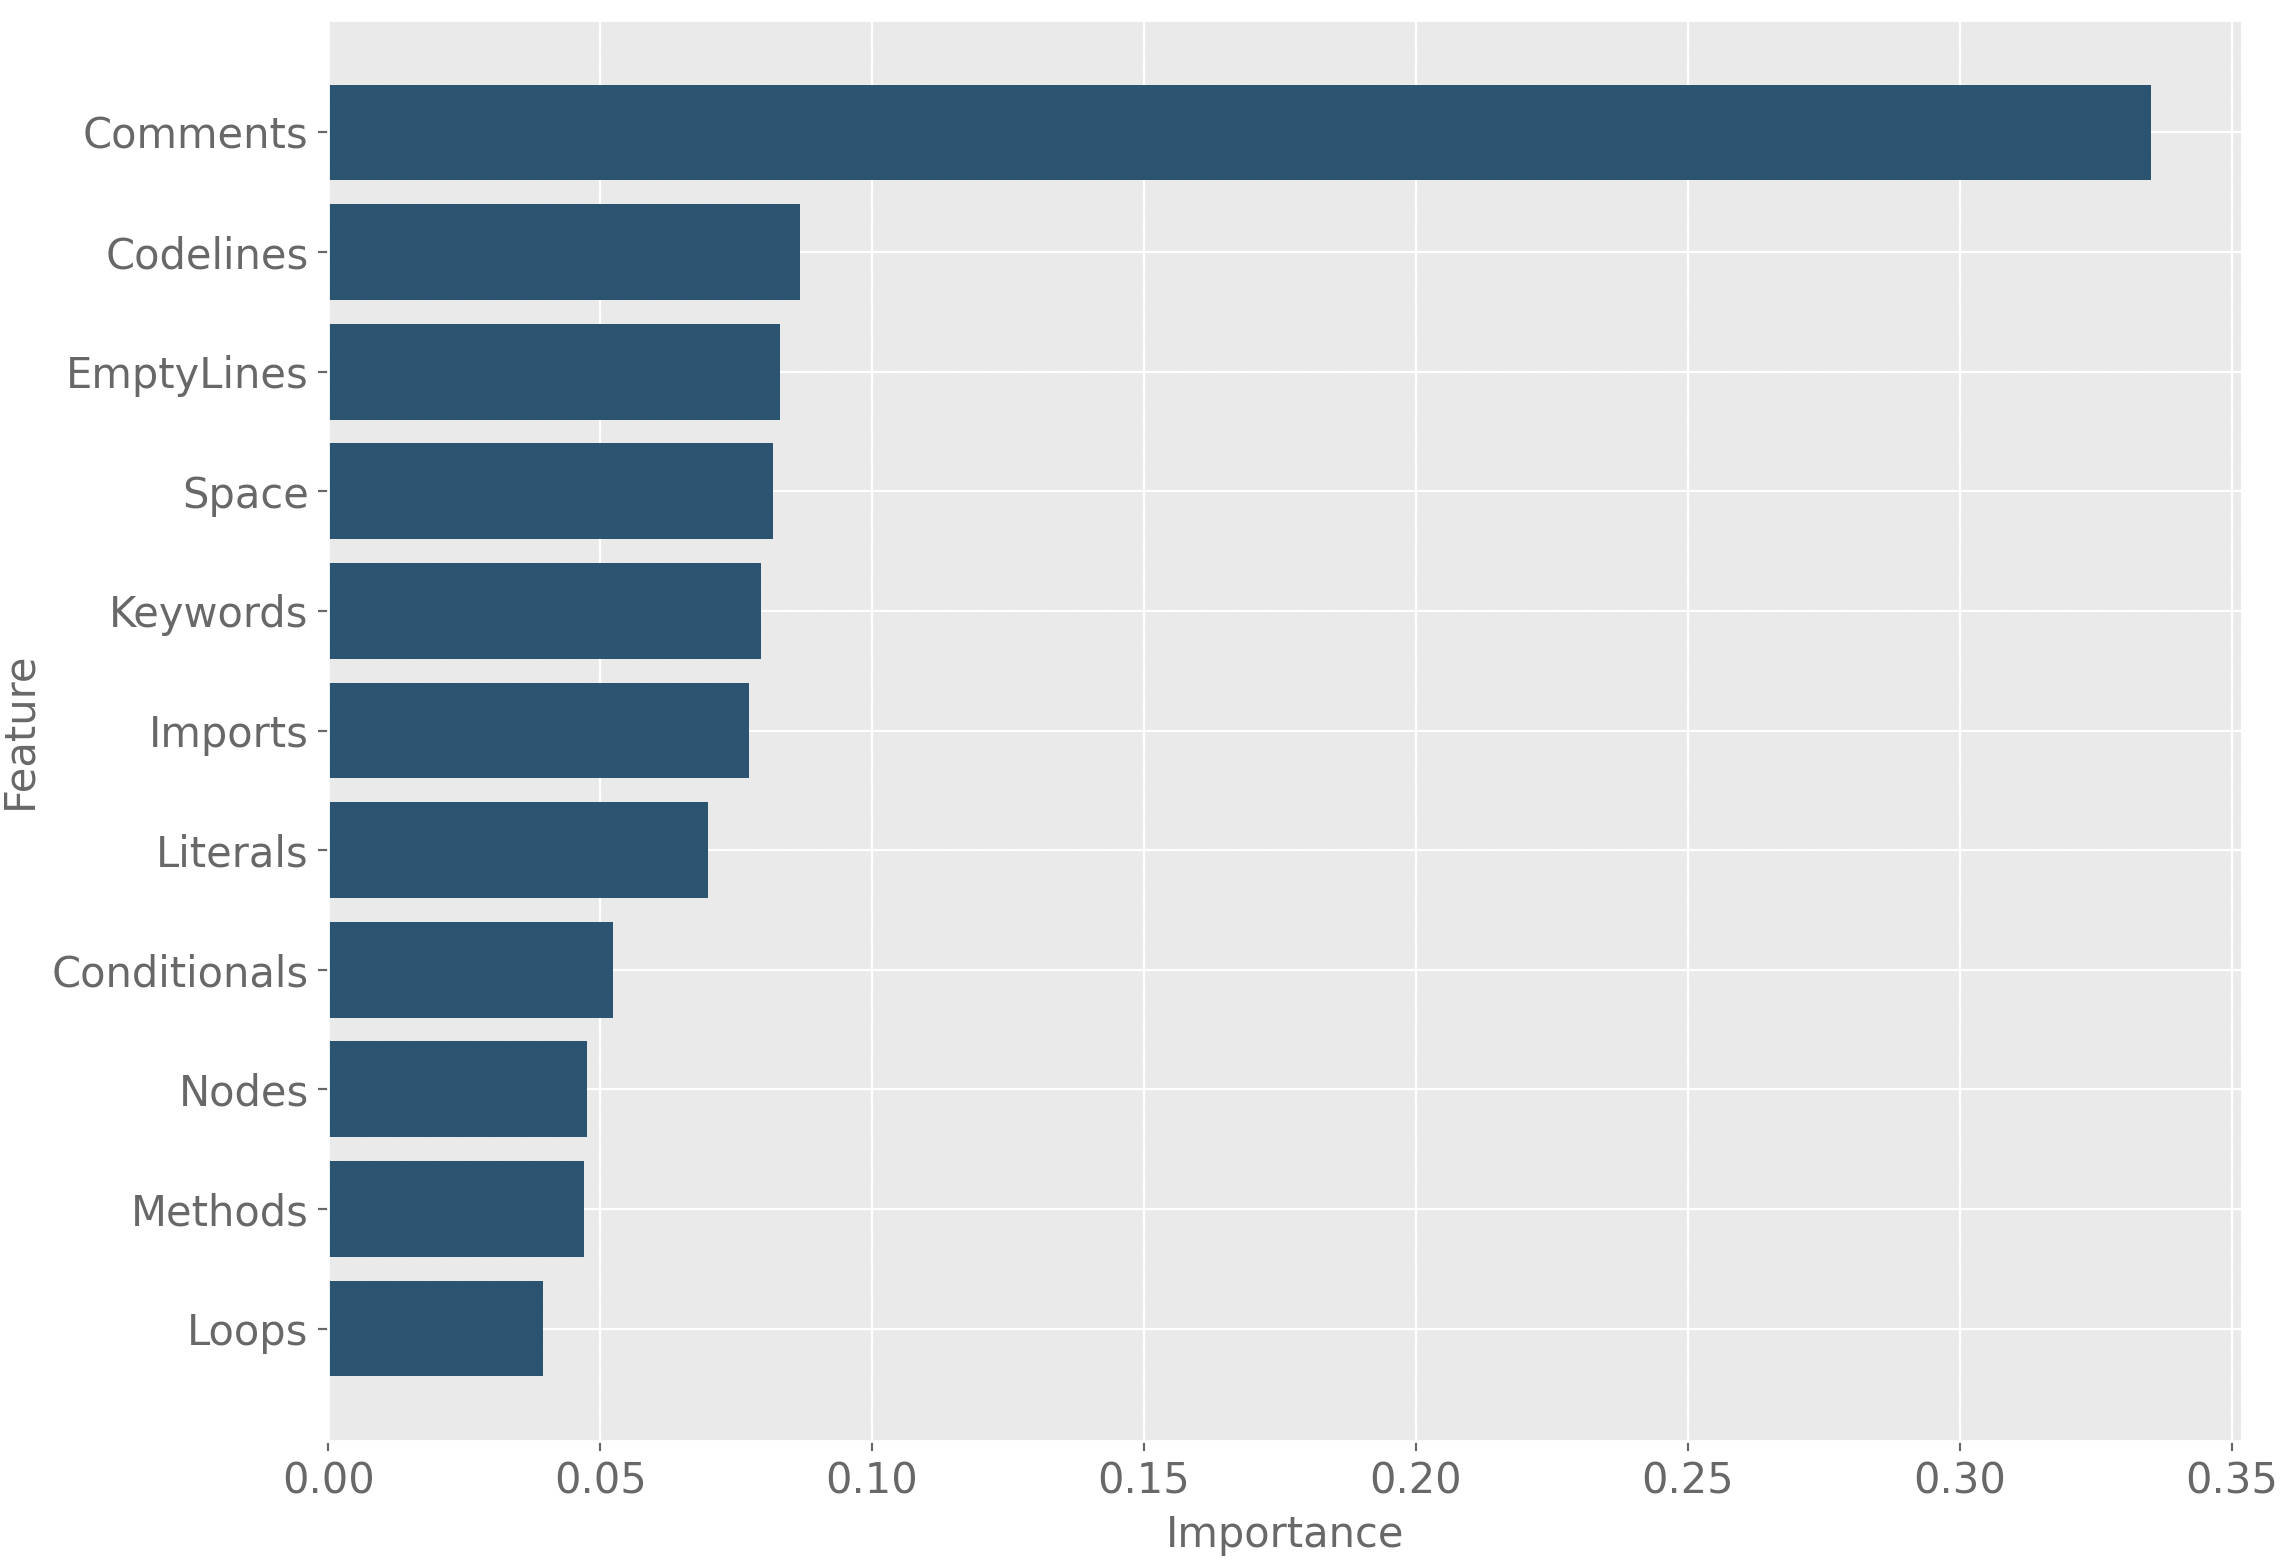 Comments
Codelines
EmptyLines
Space
Keywords
Imports
Literals
Conditionals
Nodes
Methods
Loops
Feature
0.00 0.05 0.10 0.15 0.20 0.25 0.30 0.35
Importance